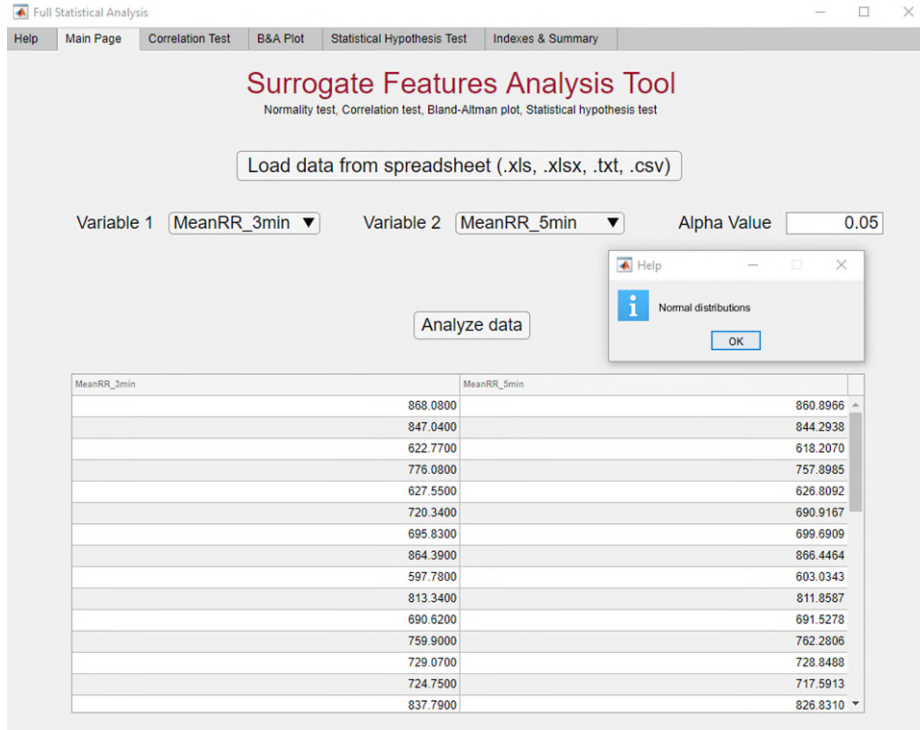 Full Statistical Analysis
Help Main Page Correlation Test B&A Plot Statistical Hypothesis Test Indexes & Summary
Surrogate Features Analysis Tool
Normality test, Correlation test, Bland-Altman plot, Statistical hypothesis test
Load data from spreadsheet (.xls, .xlsx, .txt, .csv)
Variable 1 MeanRR_3min Variable 2 MeanRR_5min Alpha Value 0.05
Help
Normal distributions
OK
Analyze data
MeanRR_3min MeanRR_5min
868.0800 860.8966
847.0400 844.2938
622.7700 618.2070
776.0800 757.8985
627.5500 626.8092
720.3400 690.9167
695.8300 699.6909
864.3900 866.4464
597.7800 603.0343
813.3400 811.8587
690.6200 691.5278
759.9000 762.2806
729.0700 728.8488
724.7500 717.5913
837.7900 826.8310